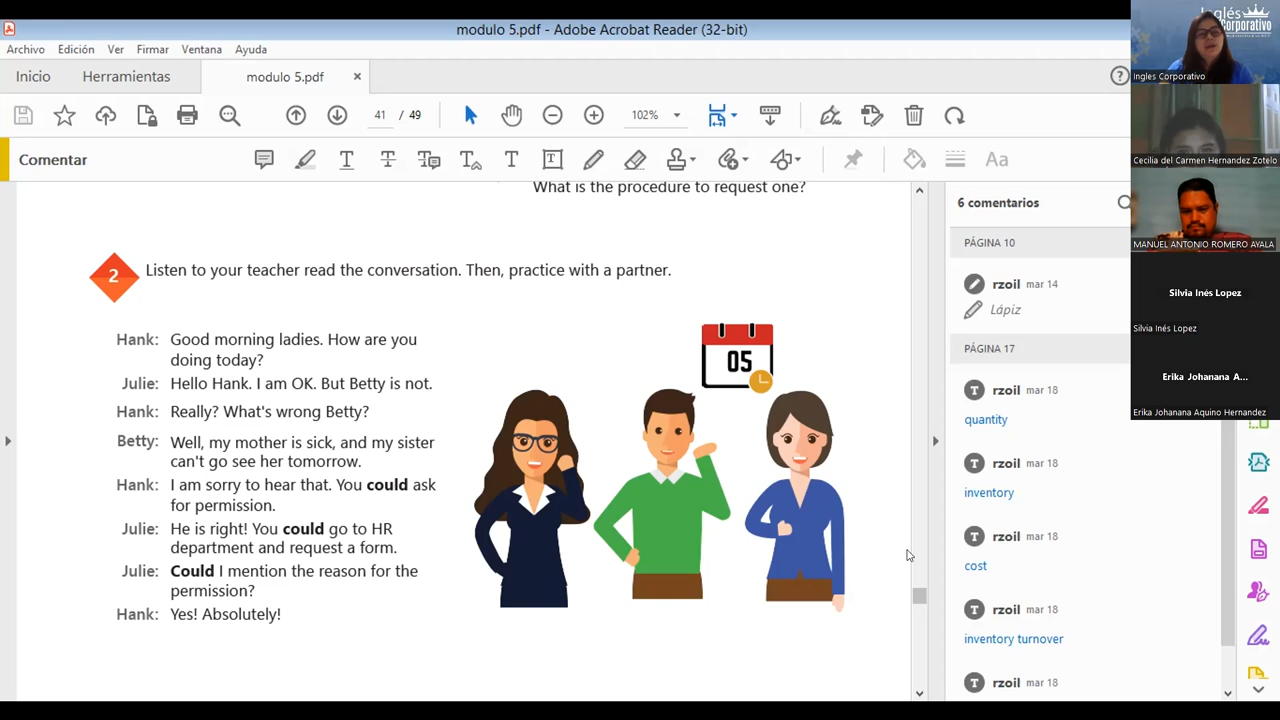 modulo 5.pdf - Adobe Acrobat Reader (32-bit)
Archivo Edición Ver Firmar Ventana Ayuda
Inicio Herramientas modulo 5.pdf ×
41 / 49 102%
Comentar
What is the procedure to request one?
2 Listen to your teacher read the conversation. Then, practice with a partner.
Hank: Good morning ladies. How are you
doing today?
Julie: Hello Hank. I am OK. But Betty is not.
Hank: Really? What's wrong Betty?
Betty: Well, my mother is sick, and my sister
can't go see her tomorrow.
Hank: I am sorry to hear that. You could ask
for permission.
Julie: He is right! You could go to HR
department and request a form.
Julie: Could I mention the reason for the
permission?
Hank: Yes! Absolutely!
05
6 comentarios
PÁGINA 10
rzoil mar 14
Lápiz
PÁGINA 17
rzoil mar 18
quantity
rzoil mar 18
inventory
rzoil mar 18
cost
rzoil mar 18
inventory turnover
rzoil mar 18
Inglés
Corporativo
Ingles Corporativo
Cecilia del Carmen Hernandez Zotelo
MANUEL ANTONIO ROMERO AYALA
Silvia Inés Lopez
Silvia Inés Lopez
Erika Johanana A...
Erika Johanana Aquino Hernandez